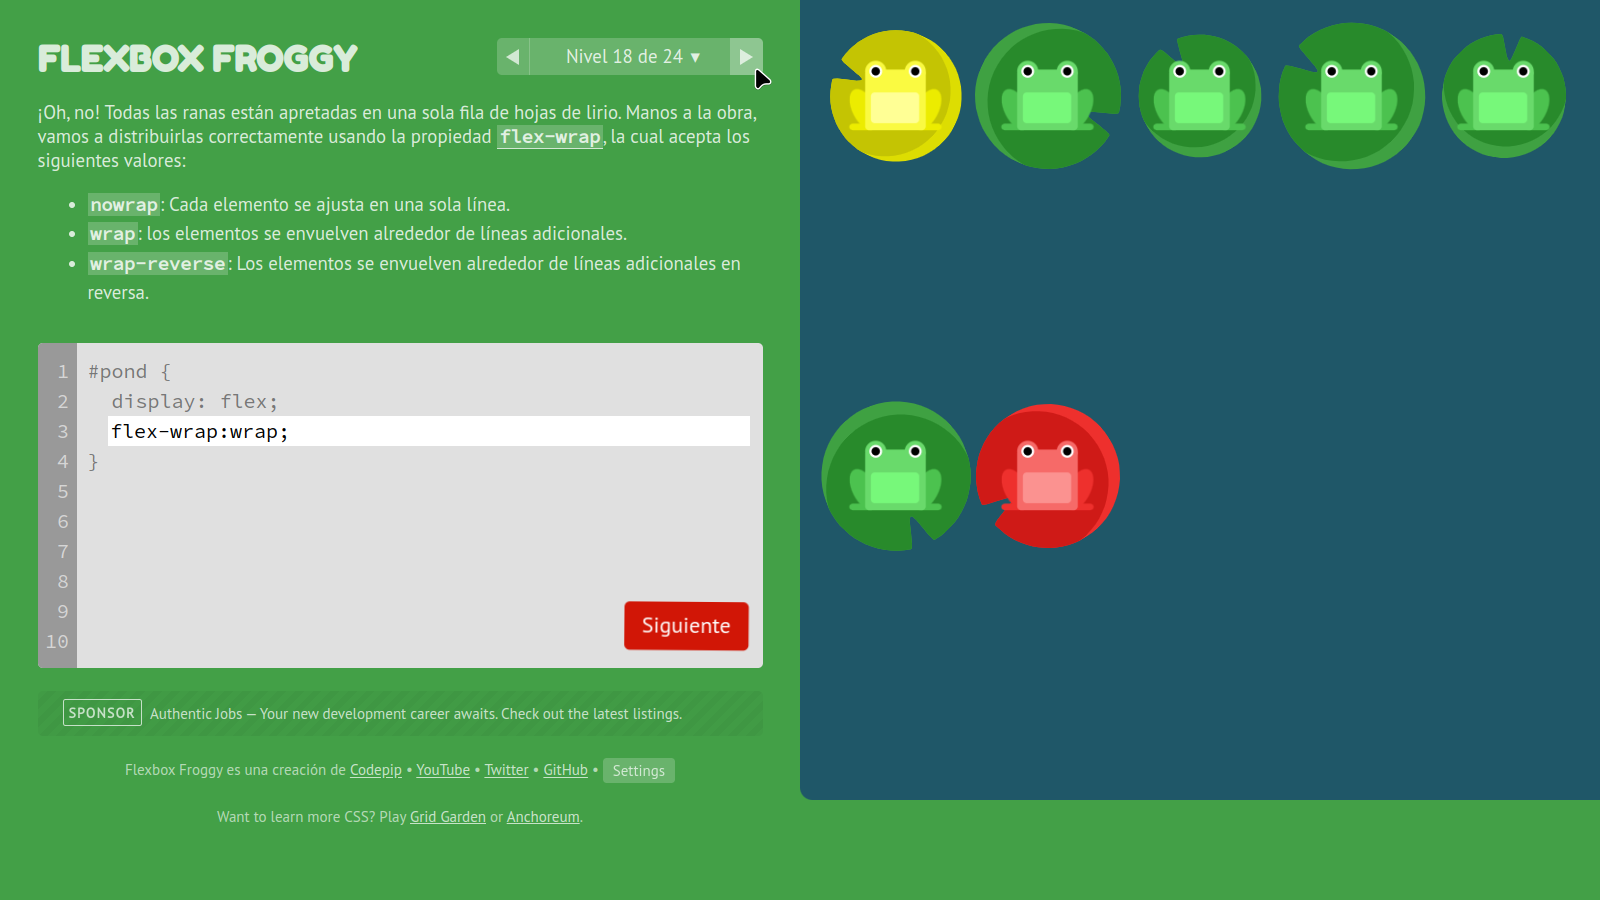 FLEXBOX FROGGY
◀ Nivel 18 de 24 ▼ ▶
¡Oh, no! Todas las ranas están apretadas en una sola fila de hojas de lirio. Manos a la obra,
vamos a distribuirlas correctamente usando la propiedad flex-wrap, la cual acepta los
siguientes valores:
• nowrap: Cada elemento se ajusta en una sola línea.
• wrap: los elementos se envuelven alrededor de líneas adicionales.
• wrap-reverse: Los elementos se envuelven alrededor de líneas adicionales en
reversa.
1 #pond {
2 display: flex;
3 flex-wrap:wrap;
4 }
5
6
7
8
9
10
Siguiente
SPONSOR Authentic Jobs — Your new development career awaits. Check out the latest listings.
Flexbox Froggy es una creación de Codepip • YouTube • Twitter • GitHub • Settings
Want to learn more CSS? Play Grid Garden or Anchoreum.